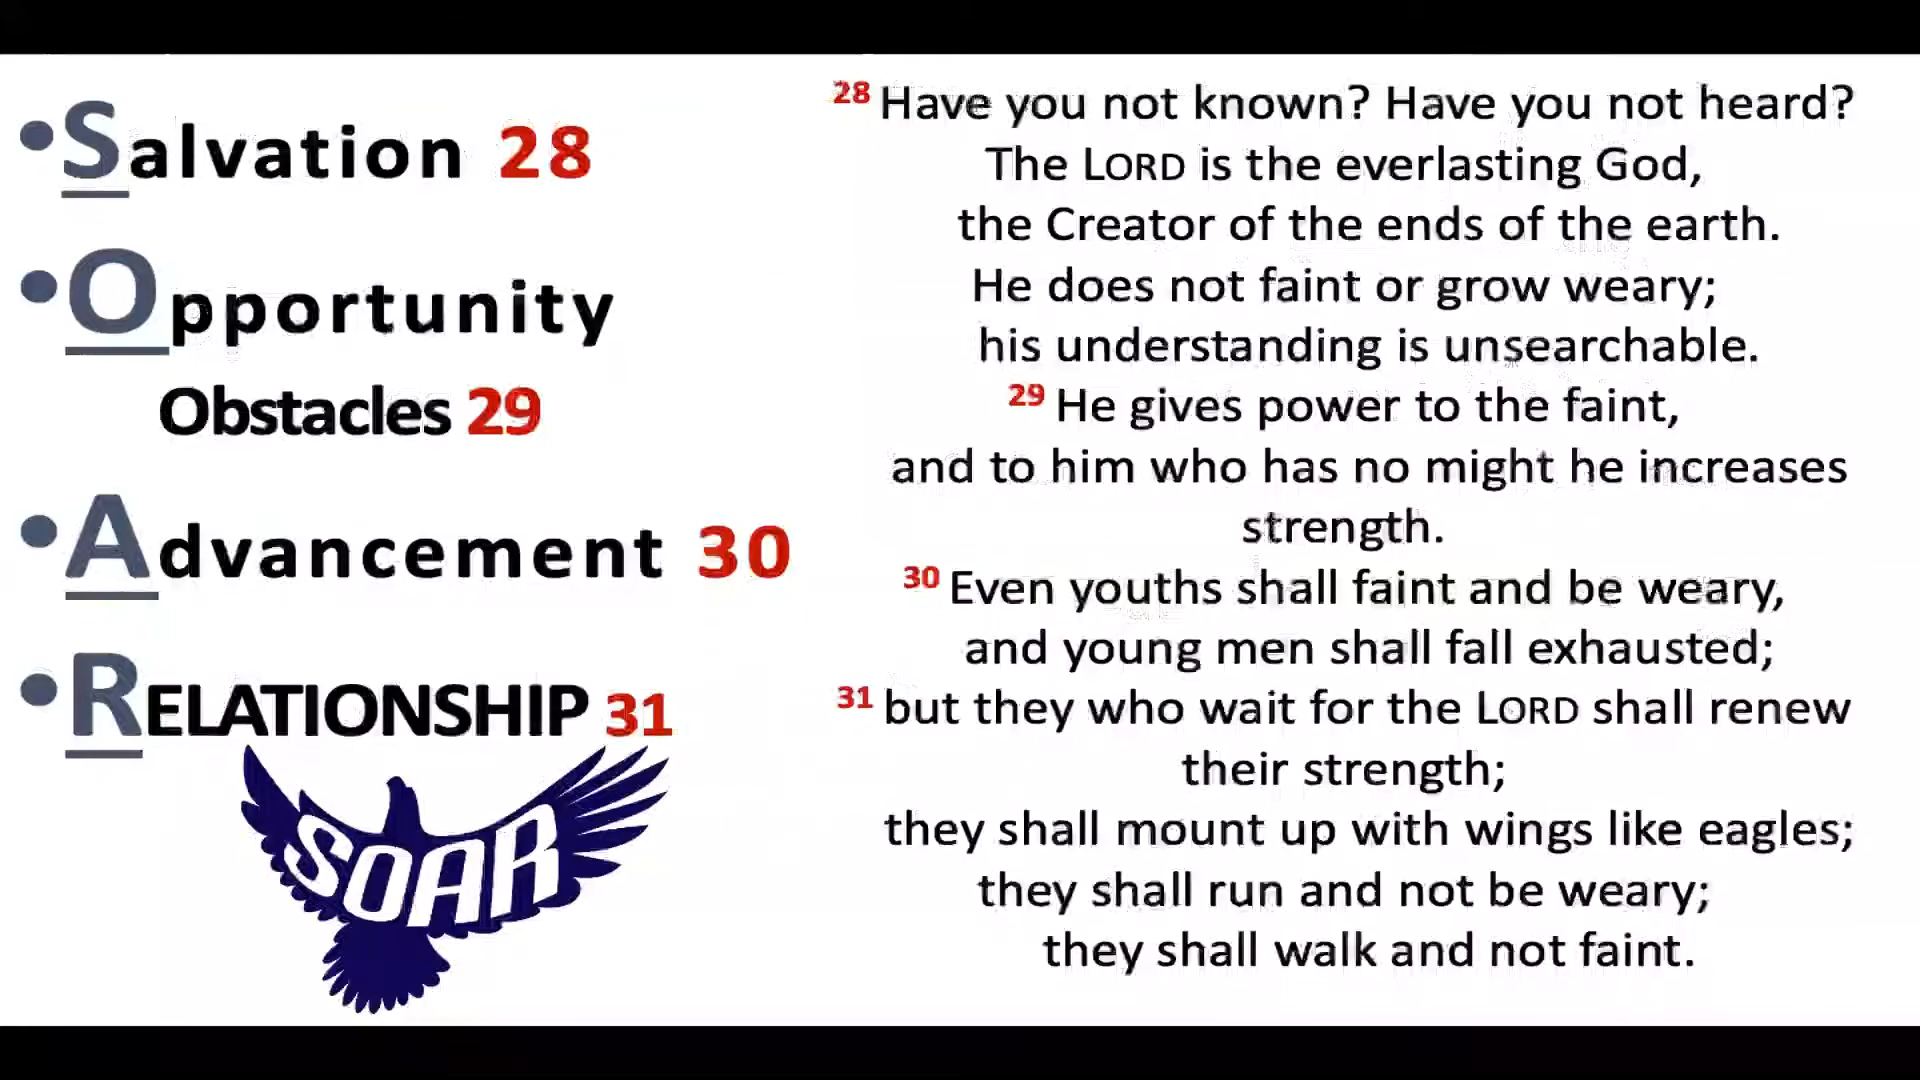 •Salvation 28
•Opportunity
Obstacles 29
•Advancement 30
•RELATIONSHIP 31
SOAR
28 Have you not known? Have you not heard?
The LORD is the everlasting God,
the Creator of the ends of the earth.
He does not faint or grow weary;
his understanding is unsearchable.
29 He gives power to the faint,
and to him who has no might he increases
strength.
30 Even youths shall faint and be weary,
and young men shall fall exhausted;
31 but they who wait for the LORD shall renew
their strength;
they shall mount up with wings like eagles;
they shall run and not be weary;
they shall walk and not faint.